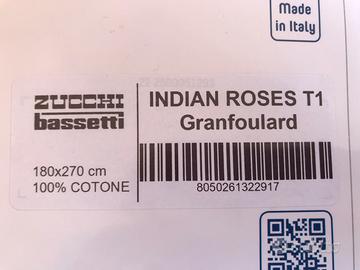 Made
in Italy
ZUCCHI
bassetti
INDIAN ROSES T1
Granfoulard
180x270 cm
100% COTONE
8050261322917